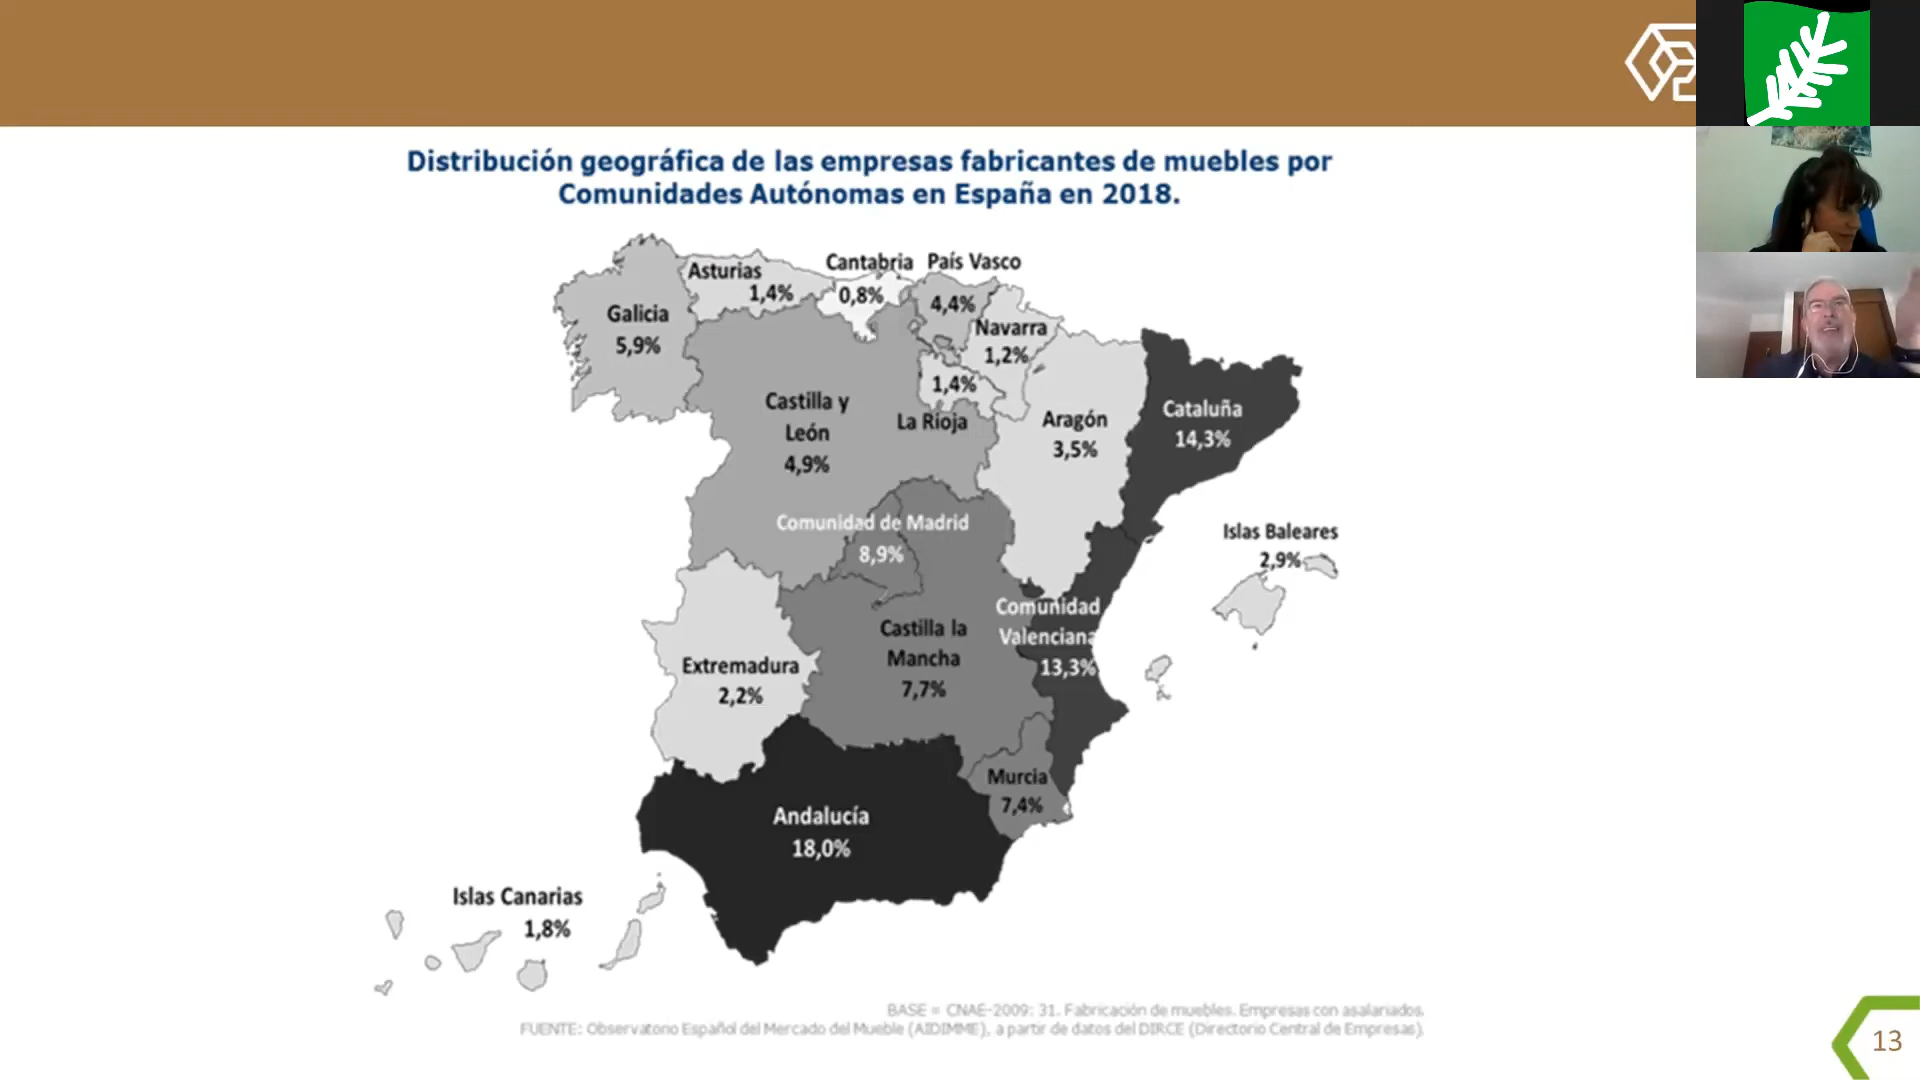 Distribución geográfica de las empresas fabricantes de muebles por
Comunidades Autónomas en España en 2018.
Asturias
1,4%
Cantabria
0,8%
País Vasco
4,4%
Galicia
5,9%
Navarra
1,2%
1,4%
La Rioja
Castilla y
León
4,9%
Aragón
3,5%
Cataluña
14,3%
Comunidad de Madrid
8,9%
Islas Baleares
2,9%
Comunidad
Valenciana
13,3%
Castilla la
Mancha
7,7%
Extremadura
2,2%
Murcia
7,4%
Andalucía
18,0%
Islas Canarias
1,8%
BASE = CNAE-2009: 31. Fabricación de muebles. Empresas con asalariados.
FUENTE: Observatorio Español del Mercado del Mueble (AIDIMME), a partir de datos del DIRCE (Directorio Central de Empresas).
13